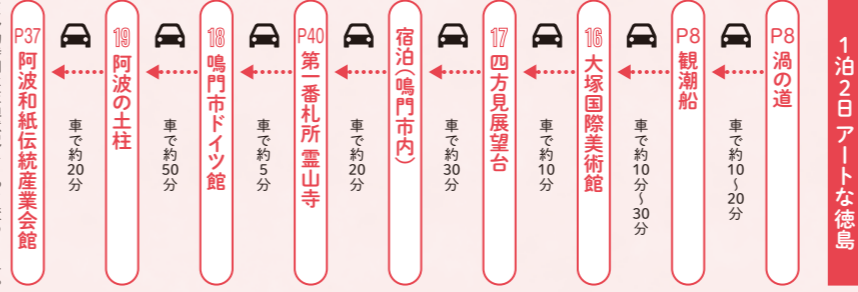 1泊2日 アートな徳島
P8 渦の道
車で約10〜20分
P8 観潮船
車で約10分〜30分
16 大塚国際美術館
車で約10分
17 四方見展望台
車で約30分
宿泊(鳴門市内)
車で約20分
P40 第一番札所 霊山寺
車で約5分
18 鳴門市ドイツ館
車で約50分
19 阿波の土柱
車で約20分
P37 阿波和紙伝統産業会館